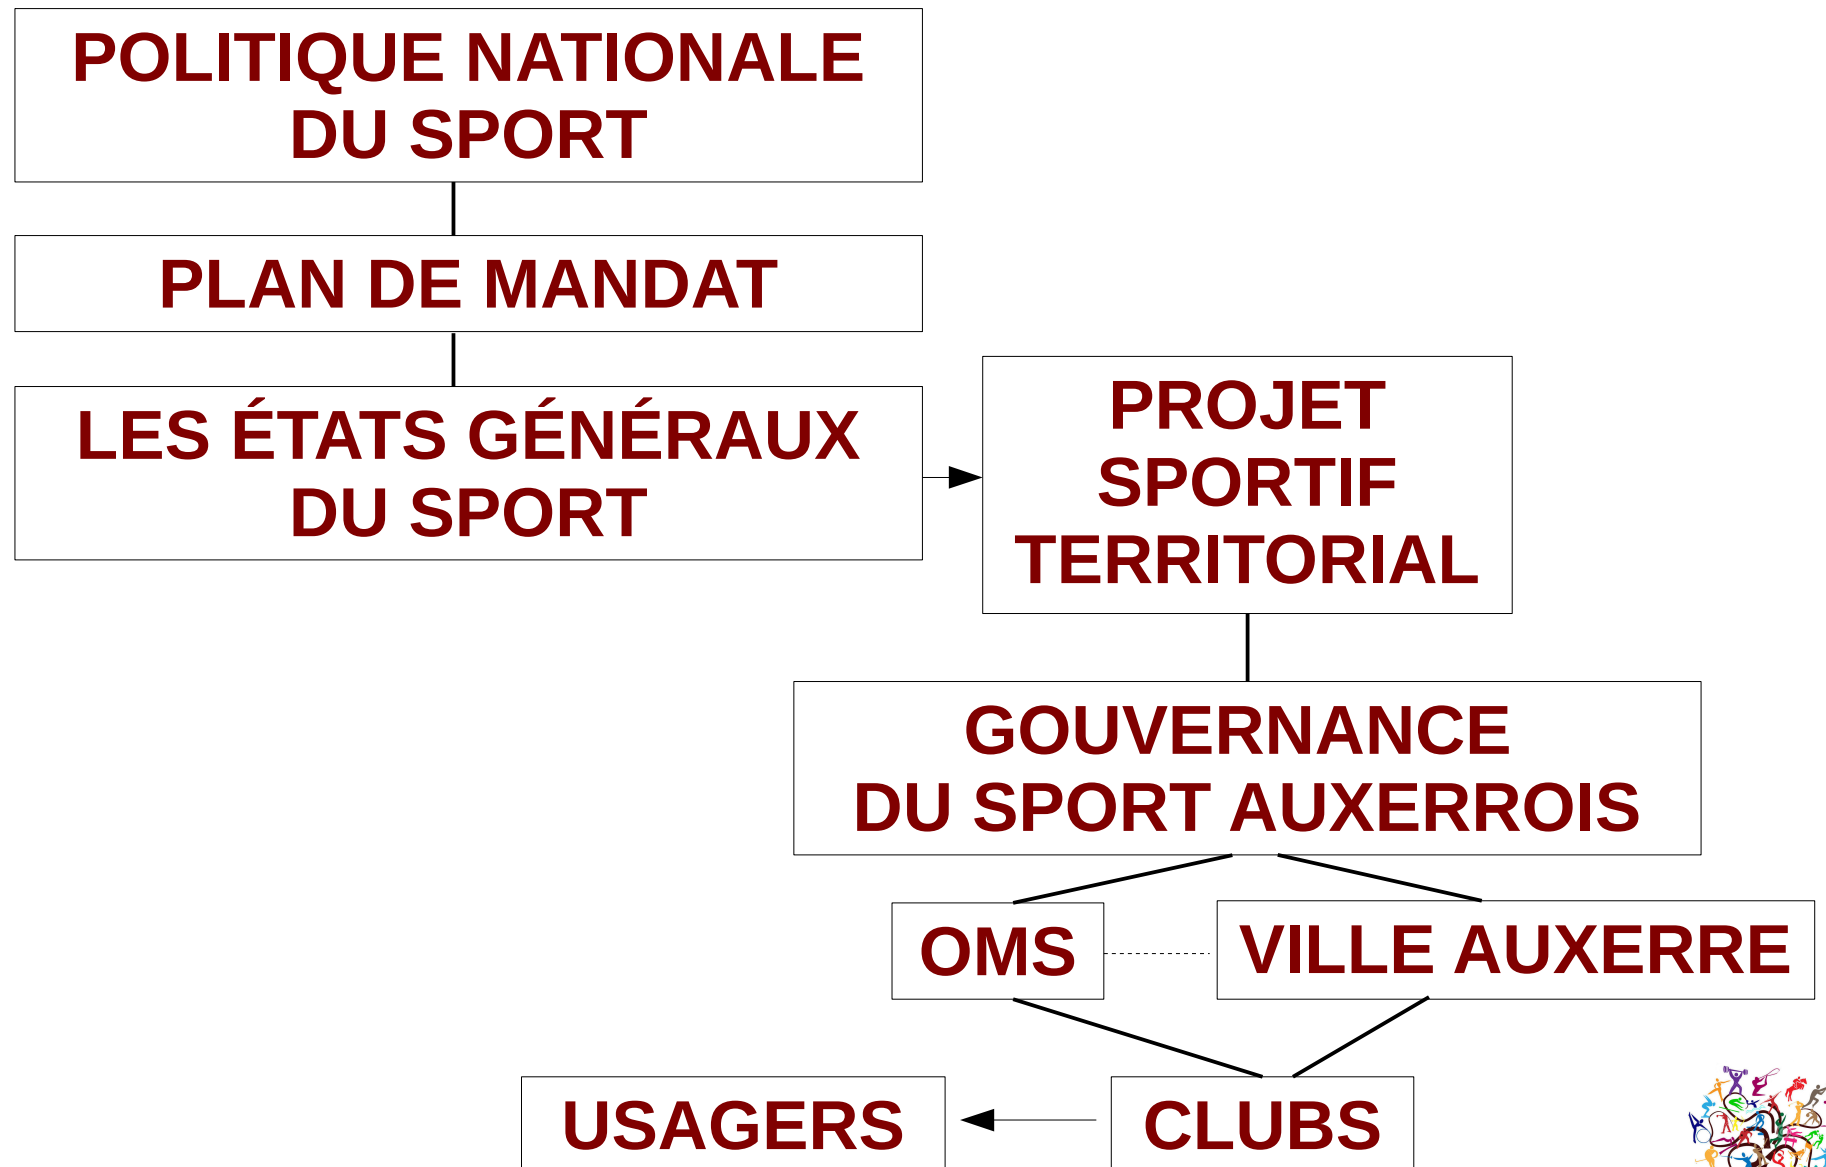 POLITIQUE NATIONALE
DU SPORT
PLAN DE MANDAT
LES ÉTATS GÉNÉRAUX
DU SPORT
PROJET
SPORTIF
TERRITORIAL
GOUVERNANCE
DU SPORT AUXERROIS
OMS
VILLE AUXERRE
USAGERS
CLUBS